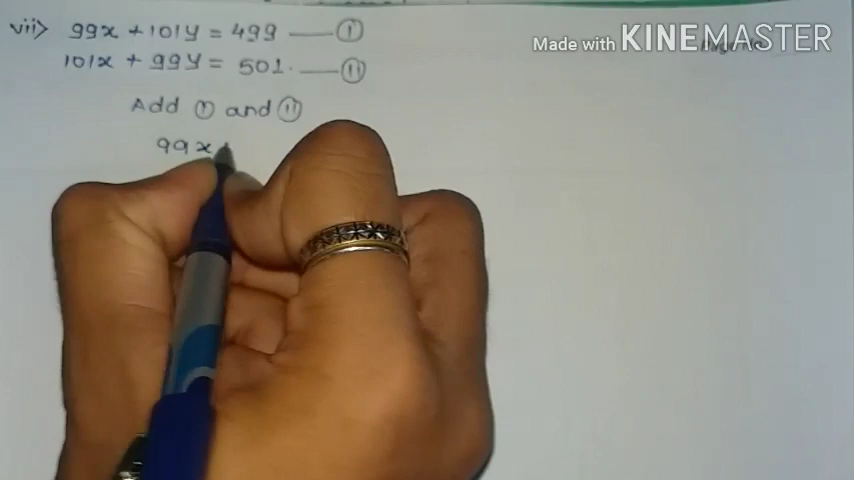 vii> 99x + 101y = 499 —— (I)
101x + 99y = 501. —— (II)
Add (I) and (II)
99x +
Made with KINEMASTER